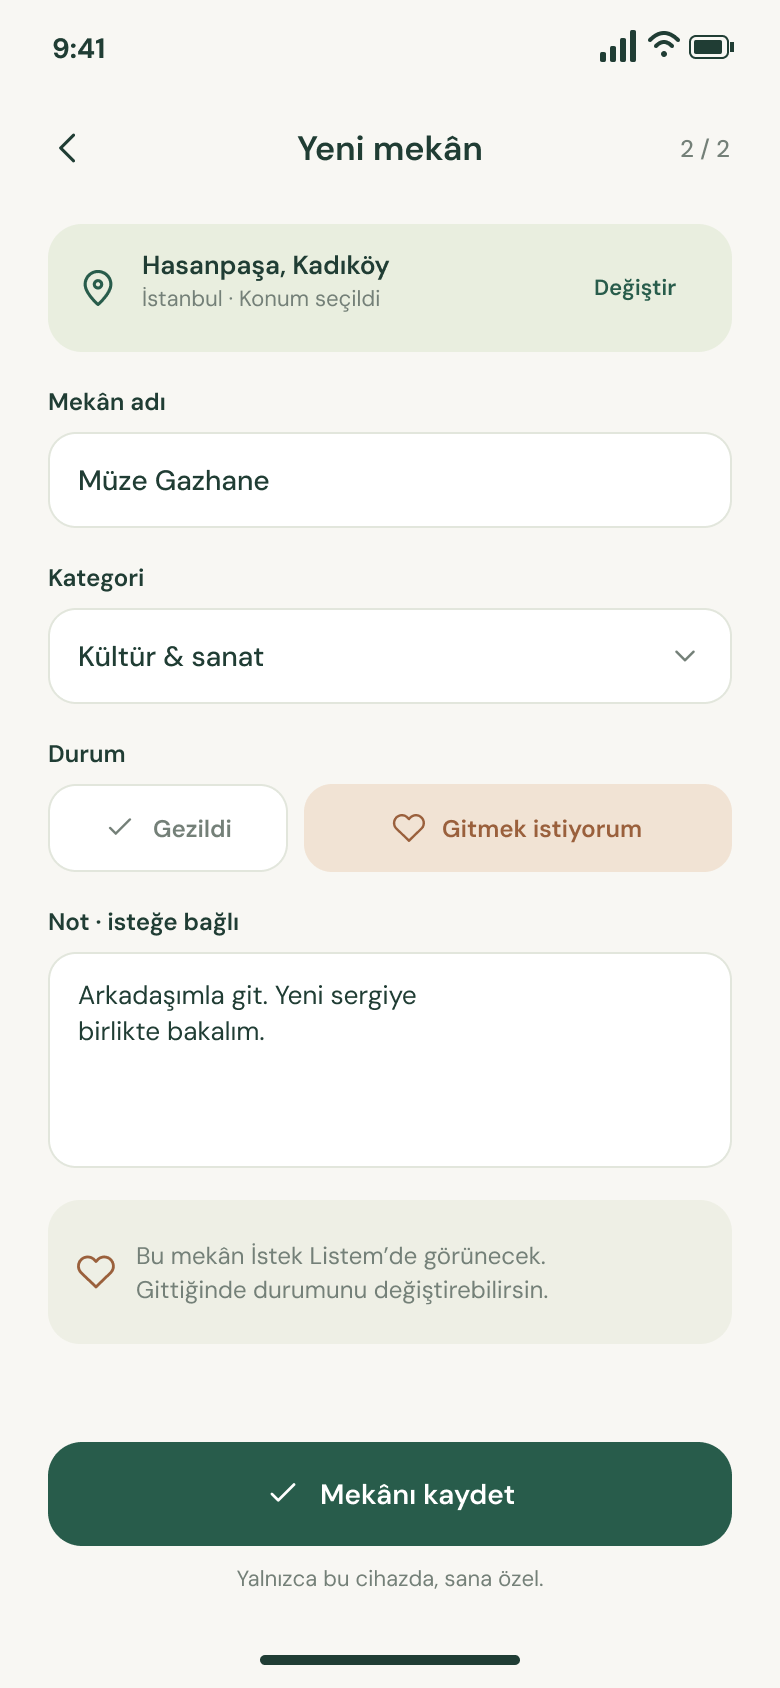 9:41
Yeni mekân
2 / 2
Hasanpaşa, Kadıköy
İstanbul · Konum seçildi
Değiştir
Mekân adı
Müze Gazhane
Kategori
Kültür & sanat
Durum
Gezildi
Gitmek istiyorum
Not · isteğe bağlı
Arkadaşımla git. Yeni sergiye
birlikte bakalım.
Bu mekân İstek Listem’de görünecek.
Gittiğinde durumunu değiştirebilirsin.
Mekânı kaydet
Yalnızca bu cihazda, sana özel.